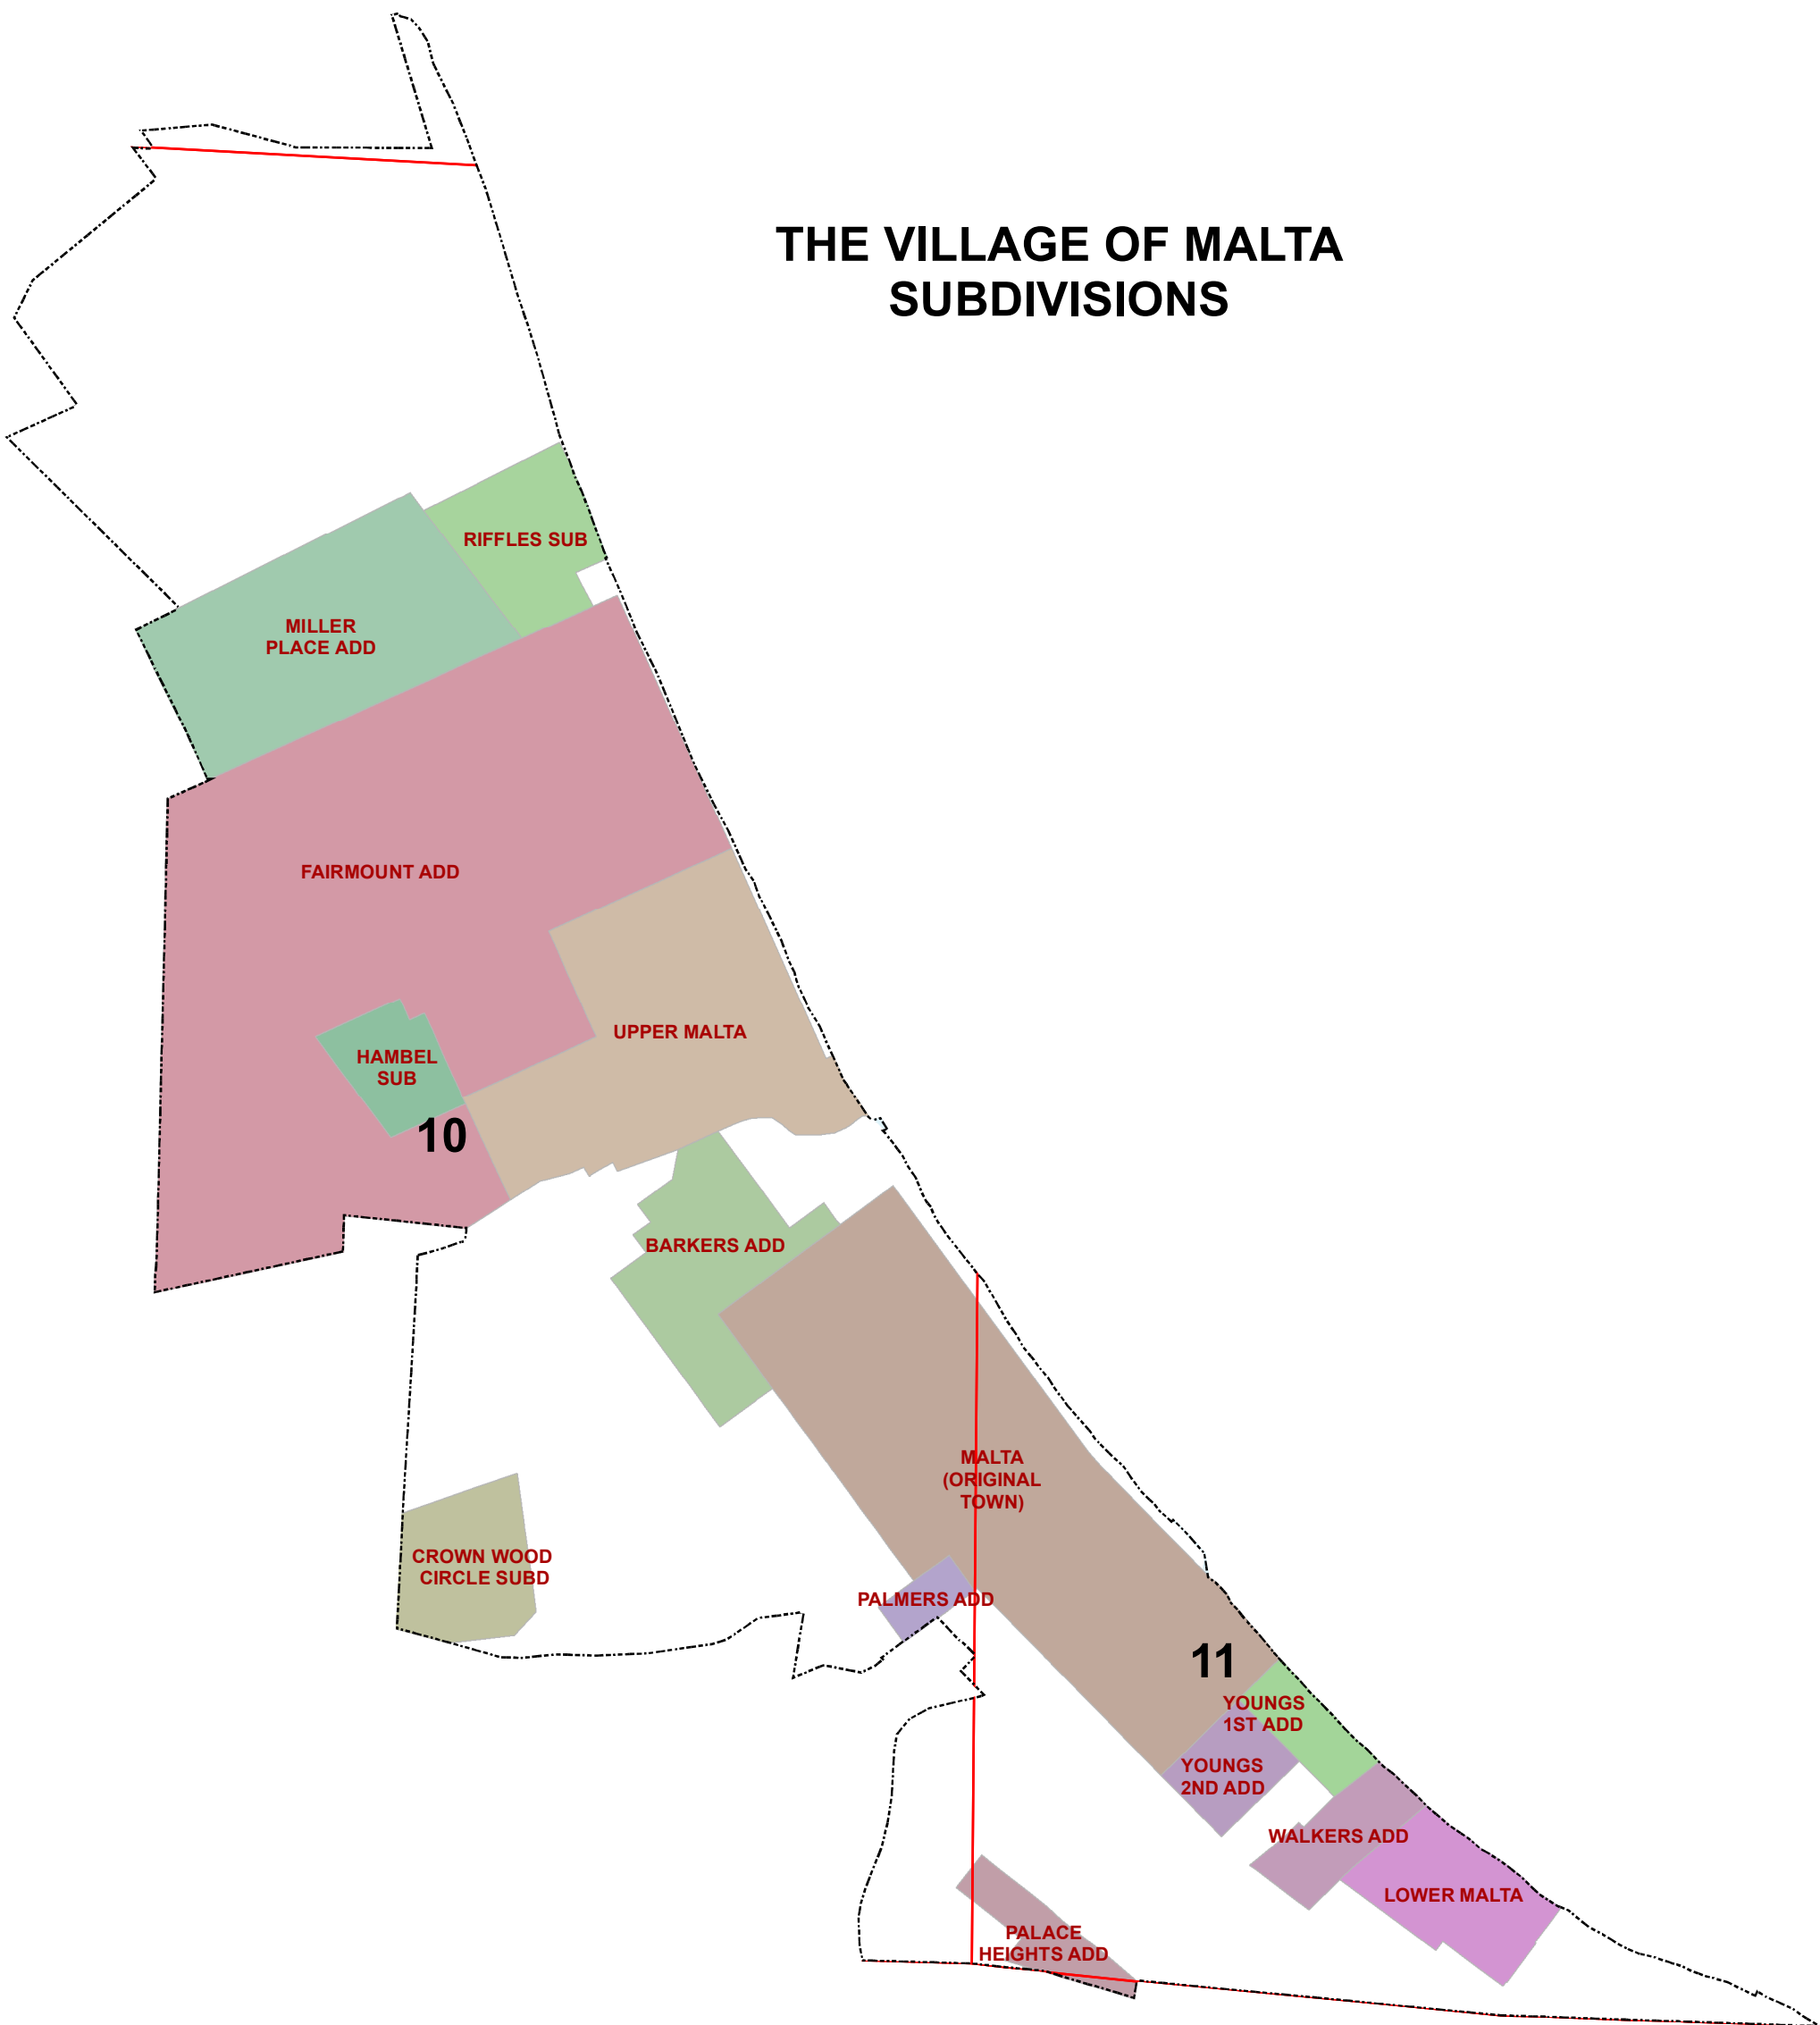 THE VILLAGE OF MALTA
SUBDIVISIONS
RIFFLES SUB
MILLER
PLACE ADD
FAIRMOUNT ADD
UPPER MALTA
HAMBEL
SUB
10
BARKERS ADD
MALTA
(ORIGINAL
TOWN)
CROWN WOOD
CIRCLE SUBD
PALMERS ADD
11
YOUNGS
1ST ADD
YOUNGS
2ND ADD
WALKERS ADD
LOWER MALTA
PALACE
HEIGHTS ADD